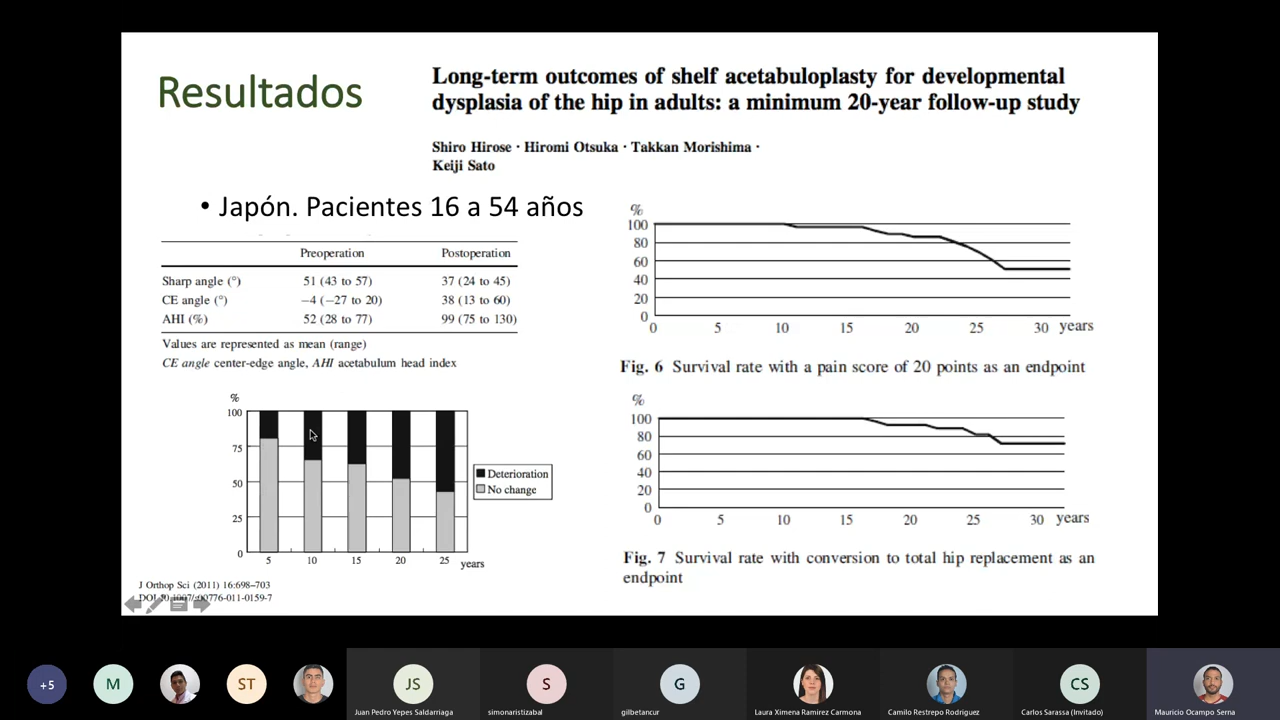 Resultados
Long-term outcomes of shelf acetabuloplasty for developmental
dysplasia of the hip in adults: a minimum 20-year follow-up study
Shiro Hirose · Hiromi Otsuka · Takkan Morishima ·
Keiji Sato
• Japón. Pacientes 16 a 54 años
Preoperation Postoperation
Sharp angle (°) 51 (43 to 57) 37 (24 to 45)
CE angle (°) −4 (−27 to 20) 38 (13 to 60)
AHI (%) 52 (28 to 77) 99 (75 to 130)
Values are represented as mean (range)
CE angle center-edge angle, AHI acetabulum head index
%
100
75
50
25
0
5 10 15 20 25 years
Deterioration
No change
J Orthop Sci (2011) 16:698–703
%
100
80
60
40
20
0
0 5 10 15 20 25 30 years
Fig. 6 Survival rate with a pain score of 20 points as an endpoint
%
100
80
60
40
20
0
0 5 10 15 20 25 30 years
Fig. 7 Survival rate with conversion to total hip replacement as an
endpoint
+5
M
ST
JS
S
G
CS
Juan Pedro Yepes Saldarriaga
simonaristizabal
gilbetancur
Laura Ximena Ramirez Carmona
Camilo Restrepo Rodriguez
Carlos Sarassa (Invitado)
Mauricio Ocampo Serna